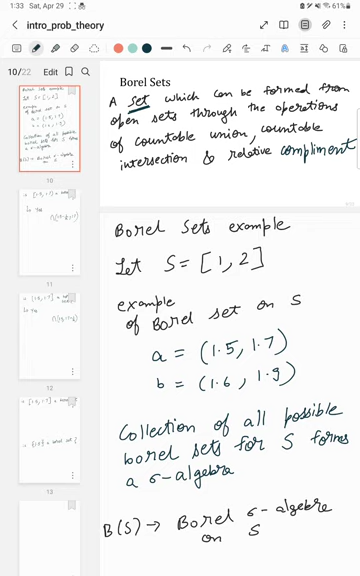 1:33 Sat, Apr 29
61%
intro_prob_theory
10/22 Edit
Borel Sets
A set which can be formed from
open sets through the operations
of countable union, countable
intersection & relative compliment
Borel sets example
Let S = [1, 2]
example
of Borel set on S
a = (1.5, 1.7)
b = (1.6, 1.9)
Collection of all possible
borel sets for S forms
a σ-algebra
B(S) → Borel σ-algebra
on S
10
11
12
13